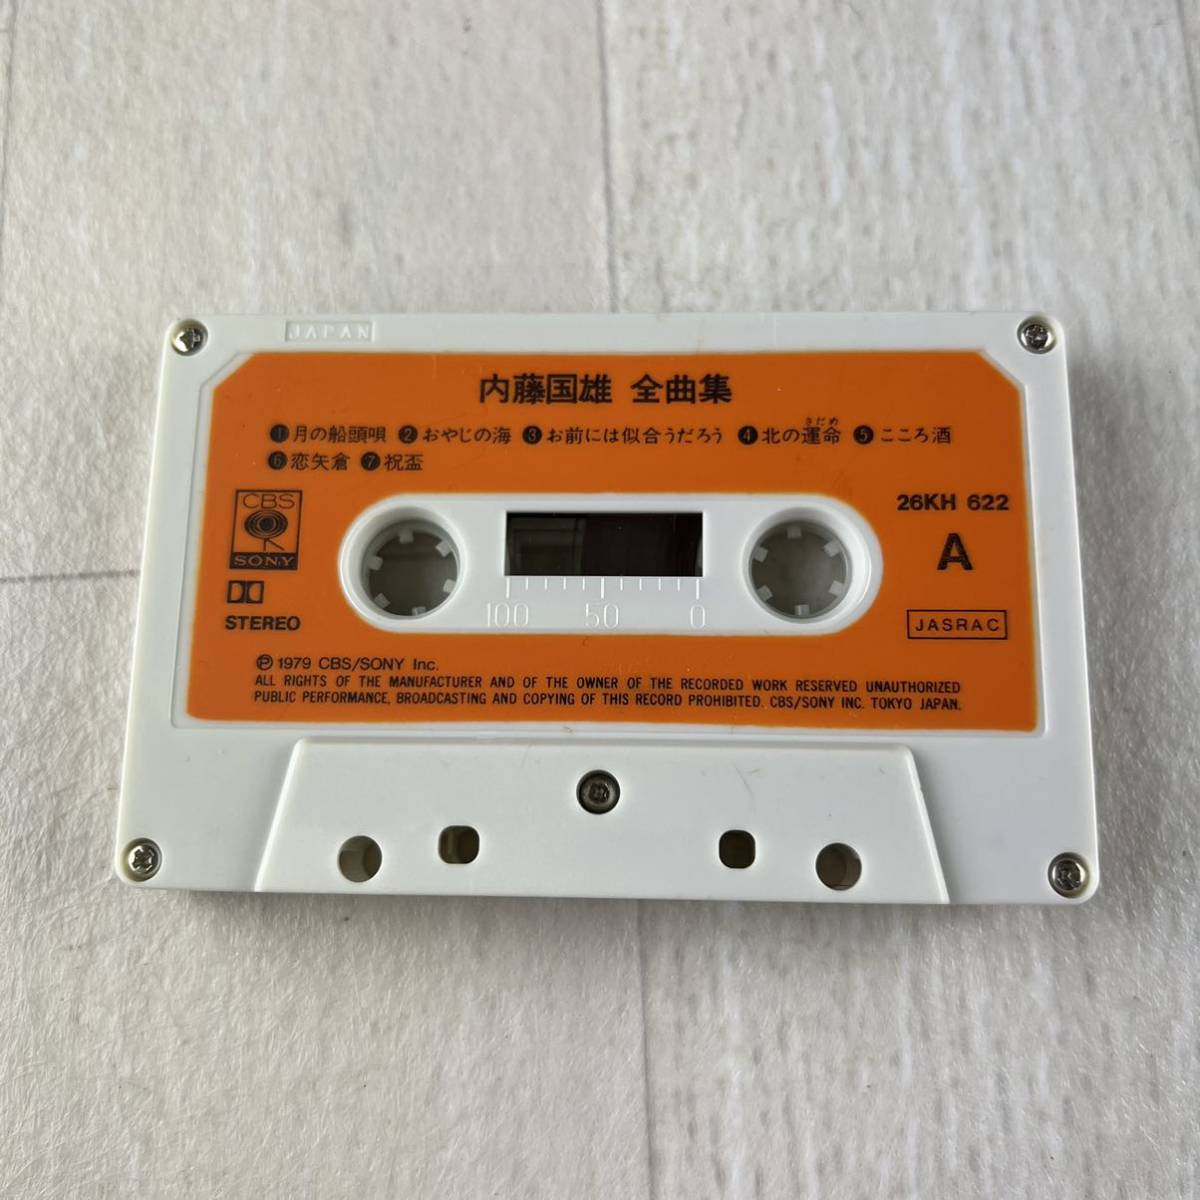 JAPAN
内藤国雄 全曲集
❶月の船頭唄 ❷おやじの海 ❸お前には似合うだろう ❹北の運命 ❺こころ酒
さだめ
❻恋矢倉 ❼祝盃
CBS
SONY
26KH 622
A
STEREO
100 50 0
JASRAC
Ⓟ 1979 CBS/SONY Inc.
ALL RIGHTS OF THE MANUFACTURER AND OF THE OWNER OF THE RECORDED WORK RESERVED UNAUTHORIZED
PUBLIC PERFORMANCE, BROADCASTING AND COPYING OF THIS RECORD PROHIBITED. CBS/SONY INC. TOKYO JAPAN.